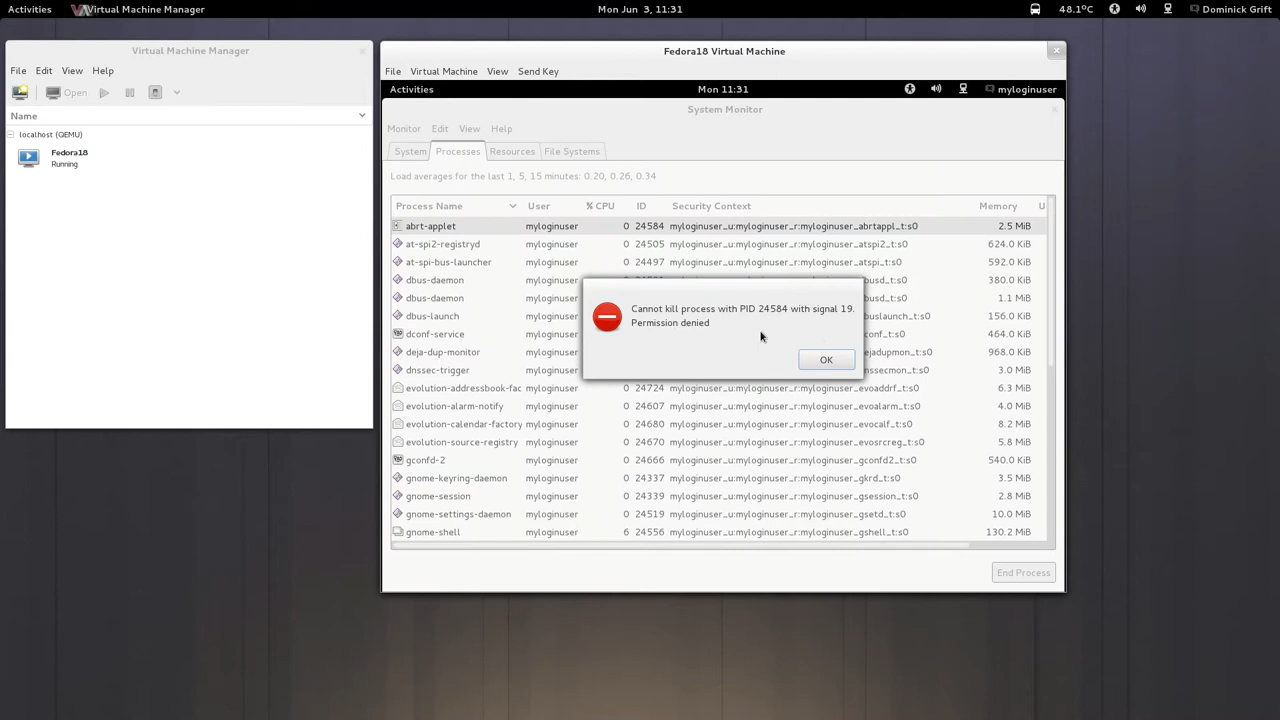 Activities Virtual Machine Manager Mon Jun 3, 11:31 48.1°C Dominick Grift
Virtual Machine Manager
File Edit View Help
Open
Name
localhost (QEMU)
Fedora18
Running
Fedora18 Virtual Machine
File Virtual Machine View Send Key
Activities Mon 11:31 myloginuser
System Monitor
Monitor Edit View Help
System Processes Resources File Systems
Load averages for the last 1, 5, 15 minutes: 0.20, 0.26, 0.34
Process Name User % CPU ID Security Context Memory U
abrt-applet myloginuser 0 24584 myloginuser_u:myloginuser_r:myloginuser_abrtappl_t:s0 2.5 MiB
at-spi2-registryd myloginuser 0 24505 myloginuser_u:myloginuser_r:myloginuser_atspi2_t:s0 624.0 KiB
at-spi-bus-launcher myloginuser 0 24497 myloginuser_u:myloginuser_r:myloginuser_atspi_t:s0 592.0 KiB
dbus-daemon myloginuser busd_t:s0 380.0 KiB
dbus-daemon myloginuser busd_t:s0 1.1 MiB
dbus-launch myloginuser buslaunch_t:s0 156.0 KiB
dconf-service myloginuser conf_t:s0 464.0 KiB
deja-dup-monitor myloginuser ejadupmon_t:s0 968.0 KiB
dnssec-trigger myloginuser nssecmon_t:s0 3.0 MiB
evolution-addressbook-fac myloginuser 0 24724 myloginuser_u:myloginuser_r:myloginuser_evoaddrf_t:s0 6.3 MiB
evolution-alarm-notify myloginuser 0 24607 myloginuser_u:myloginuser_r:myloginuser_evoalarm_t:s0 4.0 MiB
evolution-calendar-factory myloginuser 0 24680 myloginuser_u:myloginuser_r:myloginuser_evocalf_t:s0 8.2 MiB
evolution-source-registry myloginuser 0 24670 myloginuser_u:myloginuser_r:myloginuser_evosrcreg_t:s0 5.8 MiB
gconfd-2 myloginuser 0 24666 myloginuser_u:myloginuser_r:myloginuser_gconfd2_t:s0 540.0 KiB
gnome-keyring-daemon myloginuser 0 24337 myloginuser_u:myloginuser_r:myloginuser_gkrd_t:s0 3.5 MiB
gnome-session myloginuser 0 24339 myloginuser_u:myloginuser_r:myloginuser_gsession_t:s0 2.8 MiB
gnome-settings-daemon myloginuser 0 24519 myloginuser_u:myloginuser_r:myloginuser_gsetd_t:s0 10.0 MiB
gnome-shell myloginuser 6 24556 myloginuser_u:myloginuser_r:myloginuser_gshell_t:s0 130.2 MiB
Cannot kill process with PID 24584 with signal 19.
Permission denied
OK
End Process